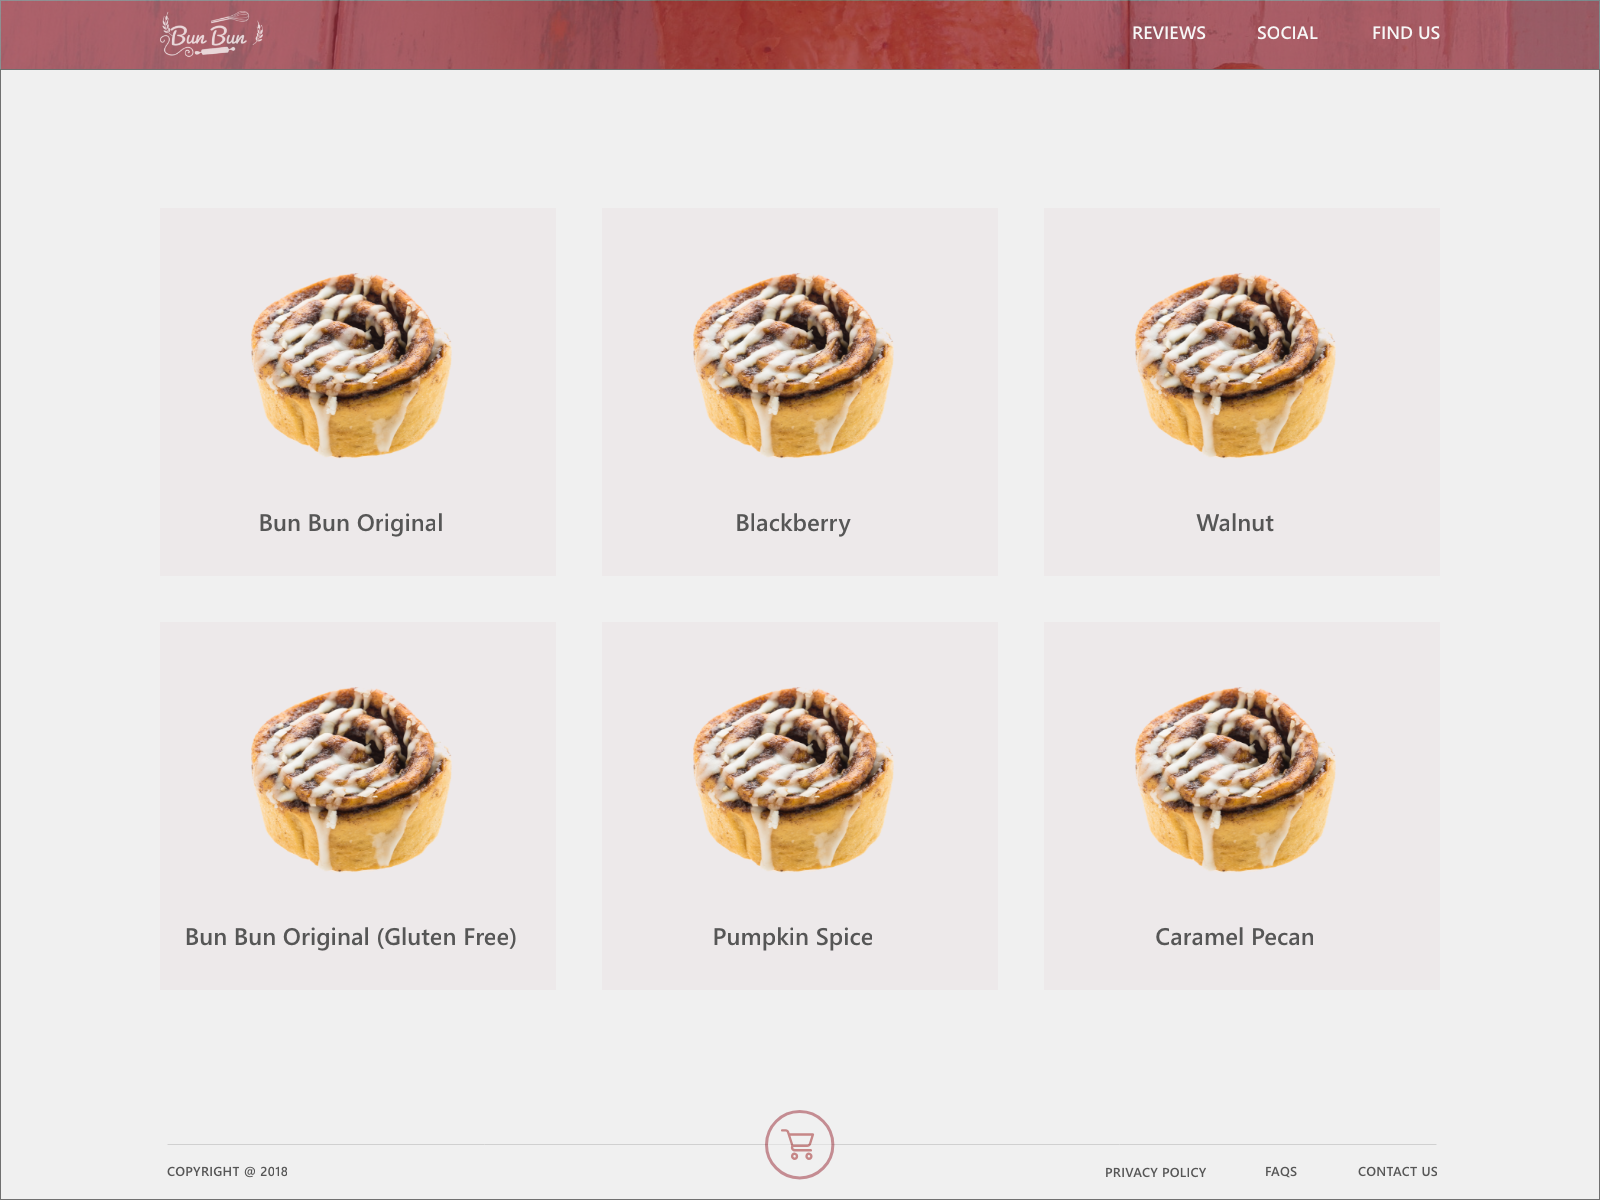 Bun Bun
REVIEWS
SOCIAL
FIND US
Bun Bun Original
Blackberry
Walnut
Bun Bun Original (Gluten Free)
Pumpkin Spice
Caramel Pecan
COPYRIGHT @ 2018
PRIVACY POLICY
FAQS
CONTACT US